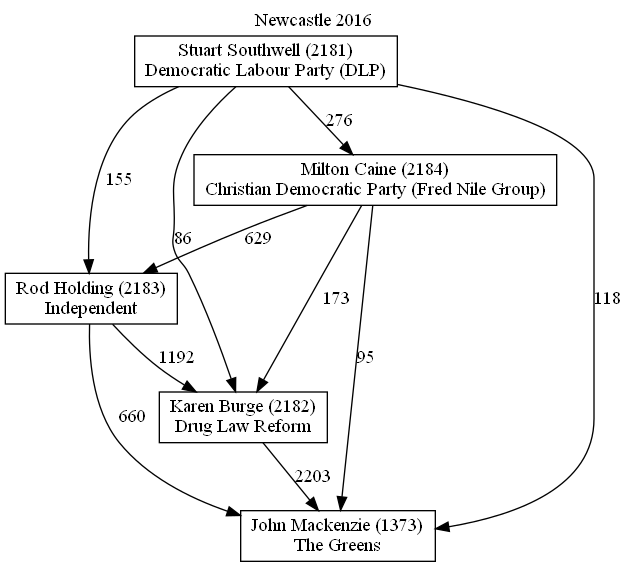 Newcastle 2016
Stuart Southwell (2181)
Democratic Labour Party (DLP)
276
Milton Caine (2184)
Christian Democratic Party (Fred Nile Group)
155
86
629
Rod Holding (2183)
Independent
173
118
1192
95
Karen Burge (2182)
Drug Law Reform
660
2203
John Mackenzie (1373)
The Greens